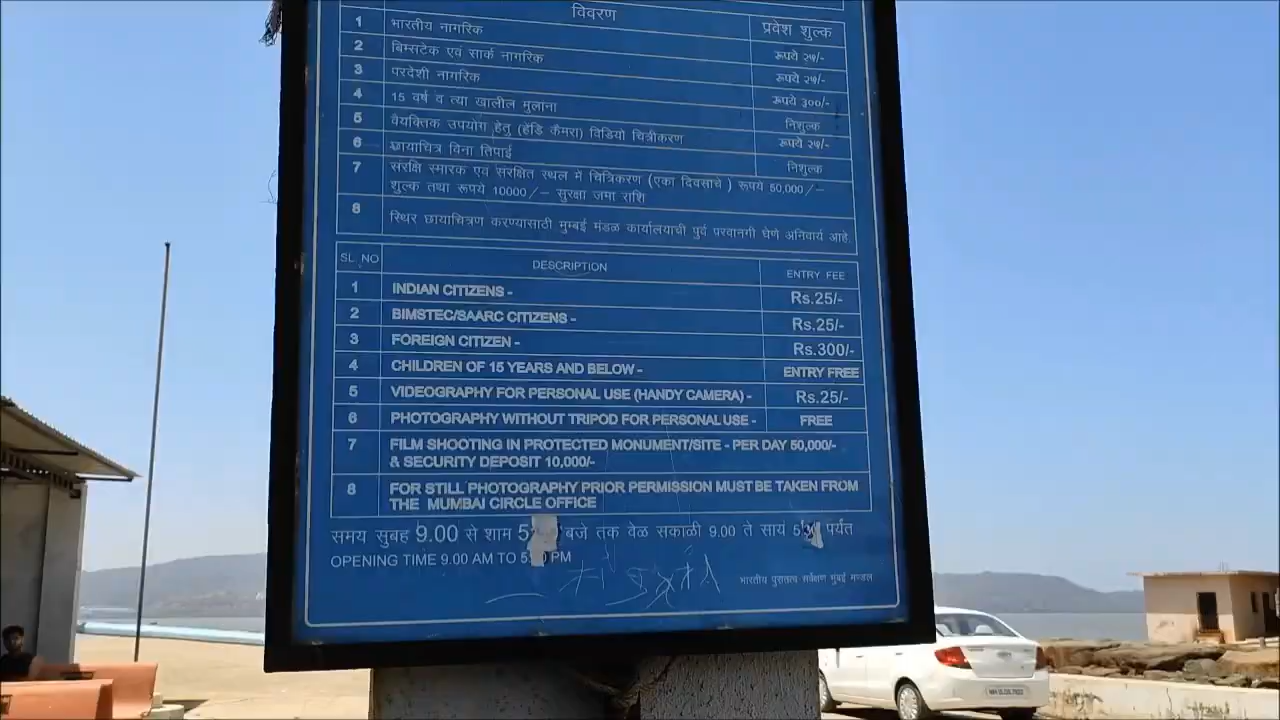 विवरण प्रवेश शुल्क
1 भारतीय नागरिक रूपये २५/-
2 बिम्सटेक एवं सार्क नागरिक रूपये २५/-
3 परदेशी नागरिक रूपये ३००/-
4 15 वर्ष व त्या खालील मुलांना निशुल्क
5 वैयक्तिक उपयोग हेतु (हॅंडि कॅमरा) विडियो चित्रीकरण रूपये २५/-
6 छायाचित्र विना तिपाई निशुल्क
7 संरक्षि स्मारक एवं संरक्षित स्थल में चित्रिकरण (एका दिवसाचे ) रूपये 50,000/-
शुल्क तथा रूपये 10000/- सुरक्षा जमा राशि
8 स्थिर छायाचित्रण करण्यासाठी मुम्बई मंडळ कार्यालयाची पुर्व परवानगी घेणे अनिवार्य आहे.
SL. NO DESCRIPTION ENTRY FEE
1 INDIAN CITIZENS - Rs.25/-
2 BIMSTEC/SAARC CITIZENS - Rs.25/-
3 FOREIGN CITIZEN - Rs.300/-
4 CHILDREN OF 15 YEARS AND BELOW - ENTRY FREE
5 VIDEOGRAPHY FOR PERSONAL USE (HANDY CAMERA) - Rs.25/-
6 PHOTOGRAPHY WITHOUT TRIPOD FOR PERSONAL USE - FREE
7 FILM SHOOTING IN PROTECTED MONUMENT/SITE - PER DAY 50,000/-
& SECURITY DEPOSIT 10,000/-
8 FOR STILL PHOTOGRAPHY PRIOR PERMISSION MUST BE TAKEN FROM
THE MUMBAI CIRCLE OFFICE
समय सुबह 9.00 से शाम बजे तक वेळ सकाळी 9.00 ते सायं पर्यंत
OPENING TIME 9.00 AM TO PM
भारतीय पुरातत्व सर्वेक्षण मुंबई मण्डल